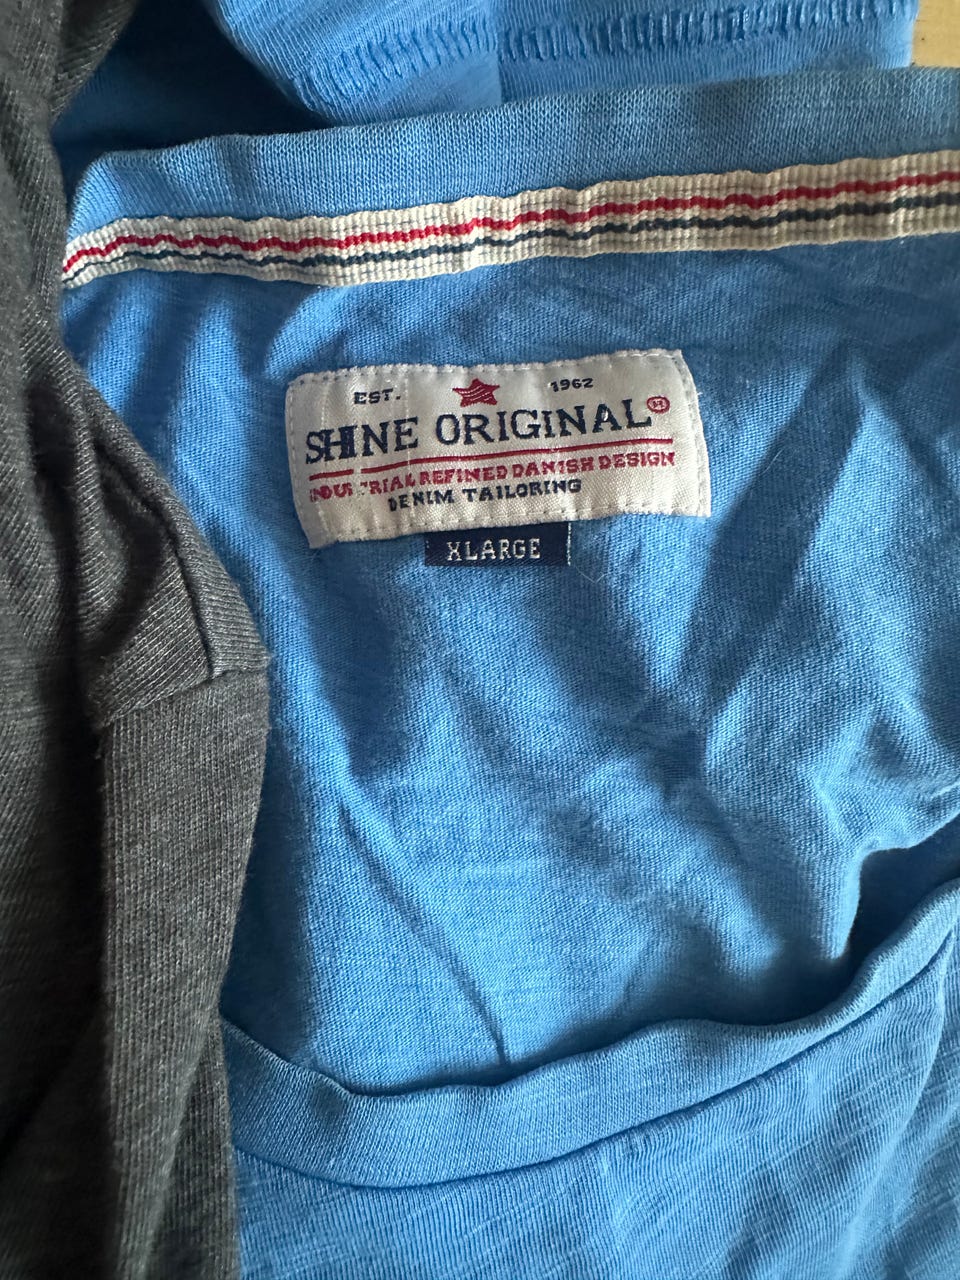 EST. 1962
SHINE ORIGINAL
INDUSTRIAL REFINED DANISH DESIGN
DENIM TAILORING
XLARGE